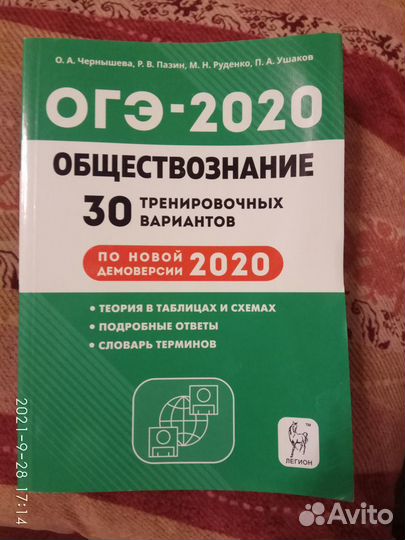 О. А. Чернышева, Р. В. Пазин, М. Н. Руденко, П. А. Ушаков
ОГЭ-2020
ОБЩЕСТВОЗНАНИЕ
30 ТРЕНИРОВОЧНЫХ
ВАРИАНТОВ
ПО НОВОЙ
ДЕМОВЕРСИИ 2020
• ТЕОРИЯ В ТАБЛИЦАХ И СХЕМАХ
• ПОДРОБНЫЕ ОТВЕТЫ
• СЛОВАРЬ ТЕРМИНОВ
TM
ЛЕГИОН
2021-9-28 17:14
Avito